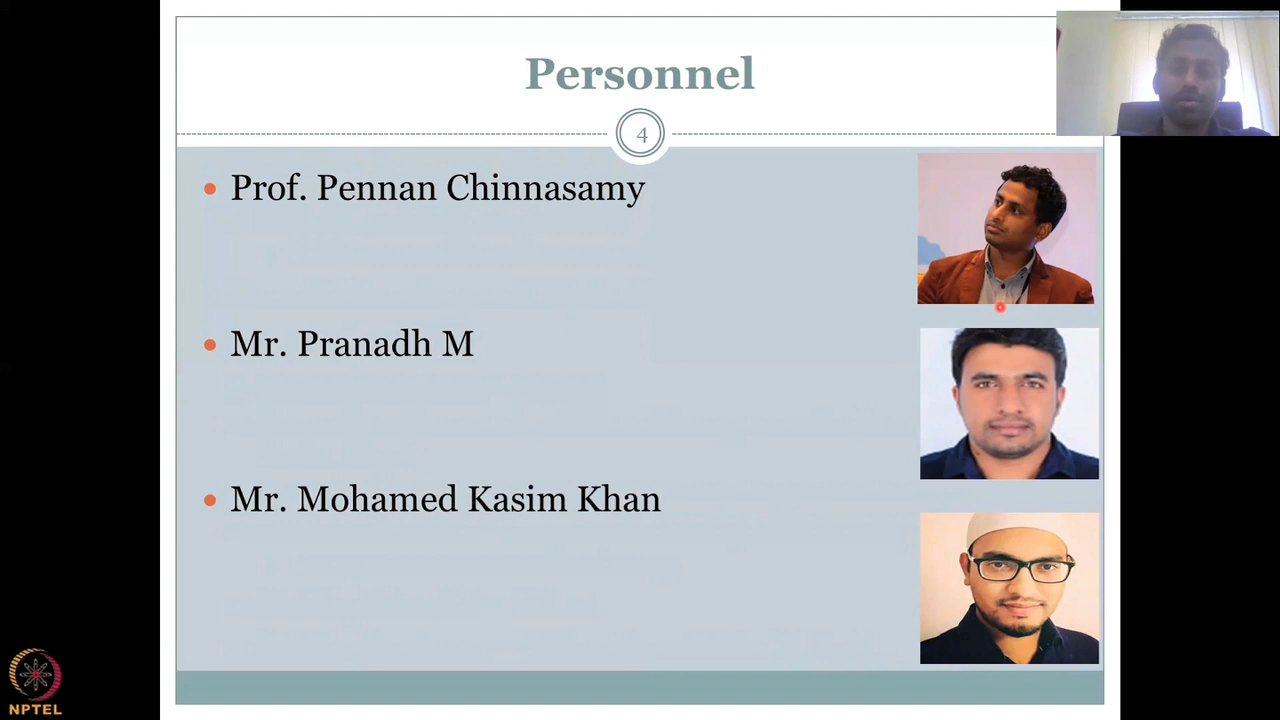 Personnel
4
Prof. Pennan Chinnasamy
Mr. Pranadh M
Mr. Mohamed Kasim Khan
NPTEL